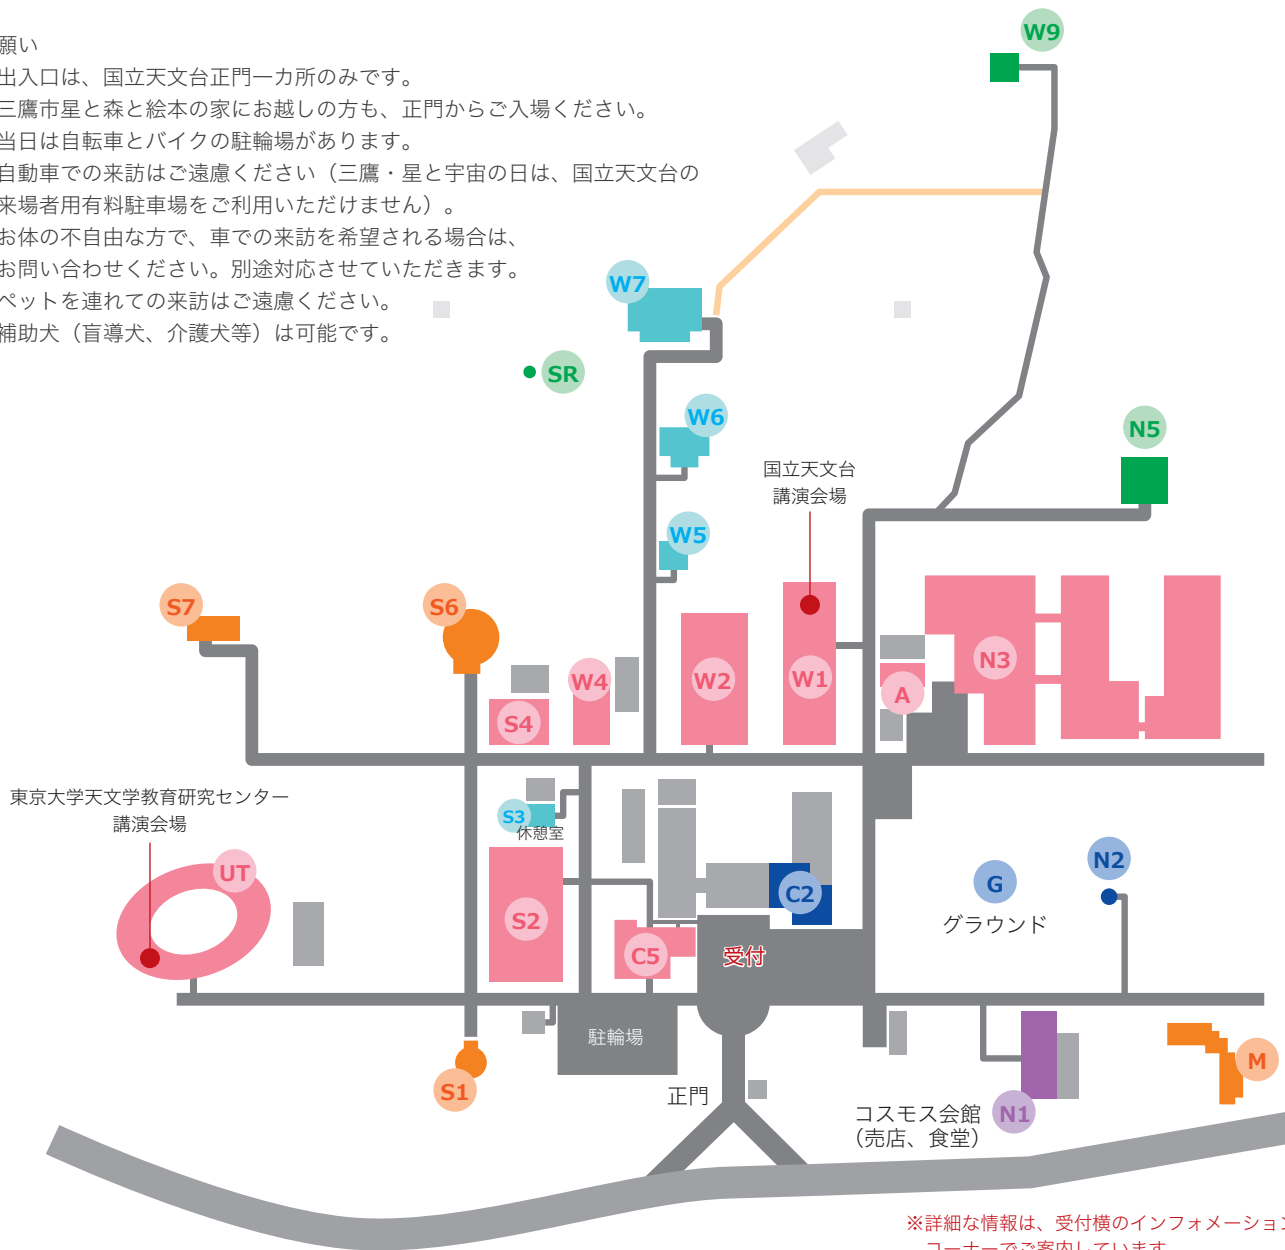 願い
出入口は、国立天文台正門一カ所のみです。
三鷹市星と森と絵本の家にお越しの方も、正門からご入場ください。
当日は自転車とバイクの駐輪場があります。
自動車での来訪はご遠慮ください（三鷹・星と宇宙の日は、国立天文台の
来場者用有料駐車場をご利用いただけません）。
お体の不自由な方で、車での来訪を希望される場合は、
お問い合わせください。別途対応させていただきます。
ペットを連れての来訪はご遠慮ください。
補助犬（盲導犬、介護犬等）は可能です。
W9
W7
SR
W6
N5
国立天文台
講演会場
W5
S7
S6
W4
W2
W1
A
N3
S4
東京大学天文学教育研究センター
講演会場
S3
休憩室
UT
C2
G
グラウンド
N2
S2
C5
受付
駐輪場
S1
正門
コスモス会館
（売店、食堂）
N1
M
※詳細な情報は、受付横のインフォメーション
コーナーでご案内しています